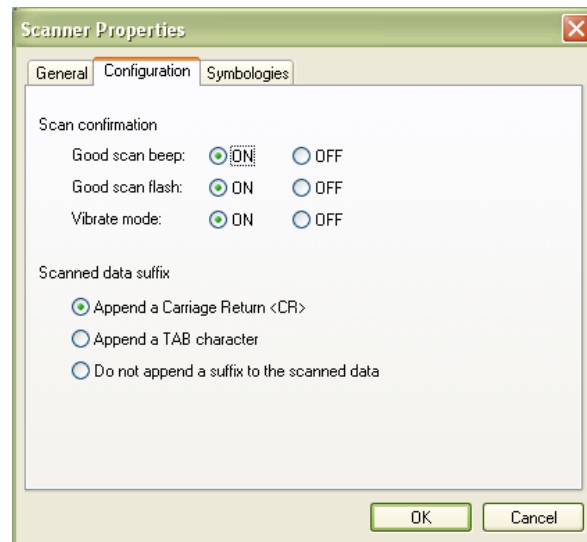 Scanner Properties
General Configuration Symbologies
Scan confirmation
Good scan beep: ON OFF
Good scan flash: ON OFF
Vibrate mode: ON OFF
Scanned data suffix
Append a Carriage Return <CR>
Append a TAB character
Do not append a suffix to the scanned data
OK Cancel